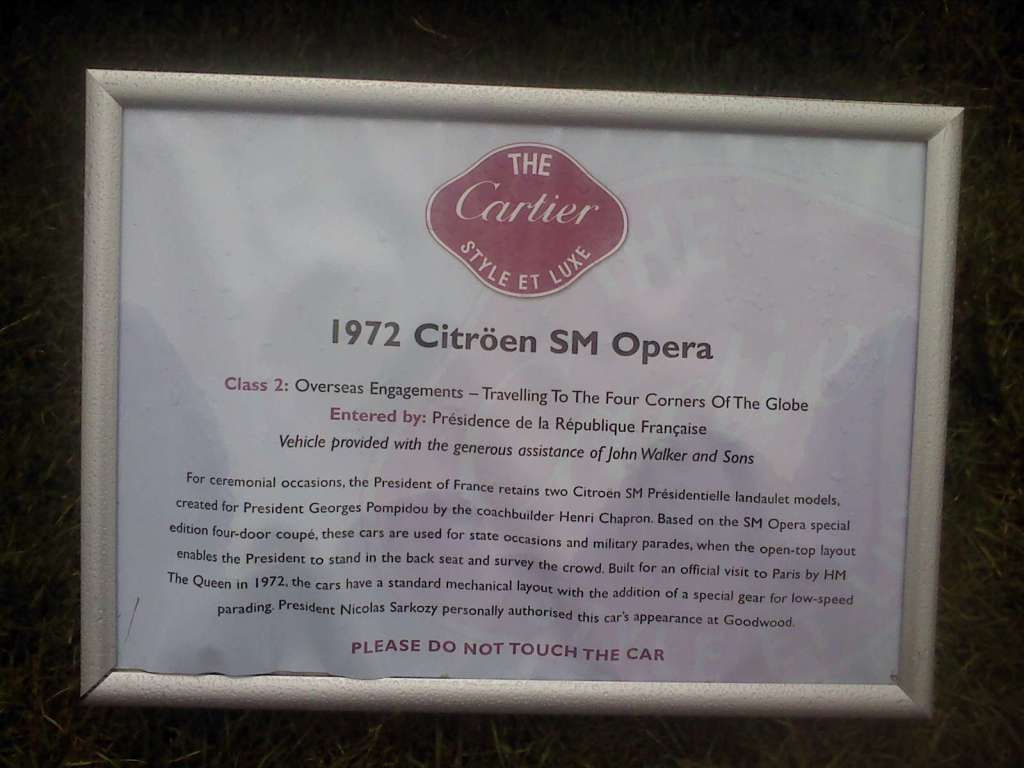 THE
Cartier
STYLE ET LUXE
1972 Citröen SM Opera
Class 2: Overseas Engagements – Travelling To The Four Corners Of The Globe
Entered by: Présidence de la République Française
Vehicle provided with the generous assistance of John Walker and Sons
For ceremonial occasions, the President of France retains two Citroen SM Présidentielle landaulet models,
created for President Georges Pompidou by the coachbuilder Henri Chapron. Based on the SM Opera special
edition four-door coupé, these cars are used for state occasions and military parades, when the open-top layout
enables the President to stand in the back seat and survey the crowd. Built for an official visit to Paris by HM
The Queen in 1972, the cars have a standard mechanical layout with the addition of a special gear for low-speed
parading. President Nicolas Sarkozy personally authorised this car's appearance at Goodwood.
PLEASE DO NOT TOUCH THE CAR